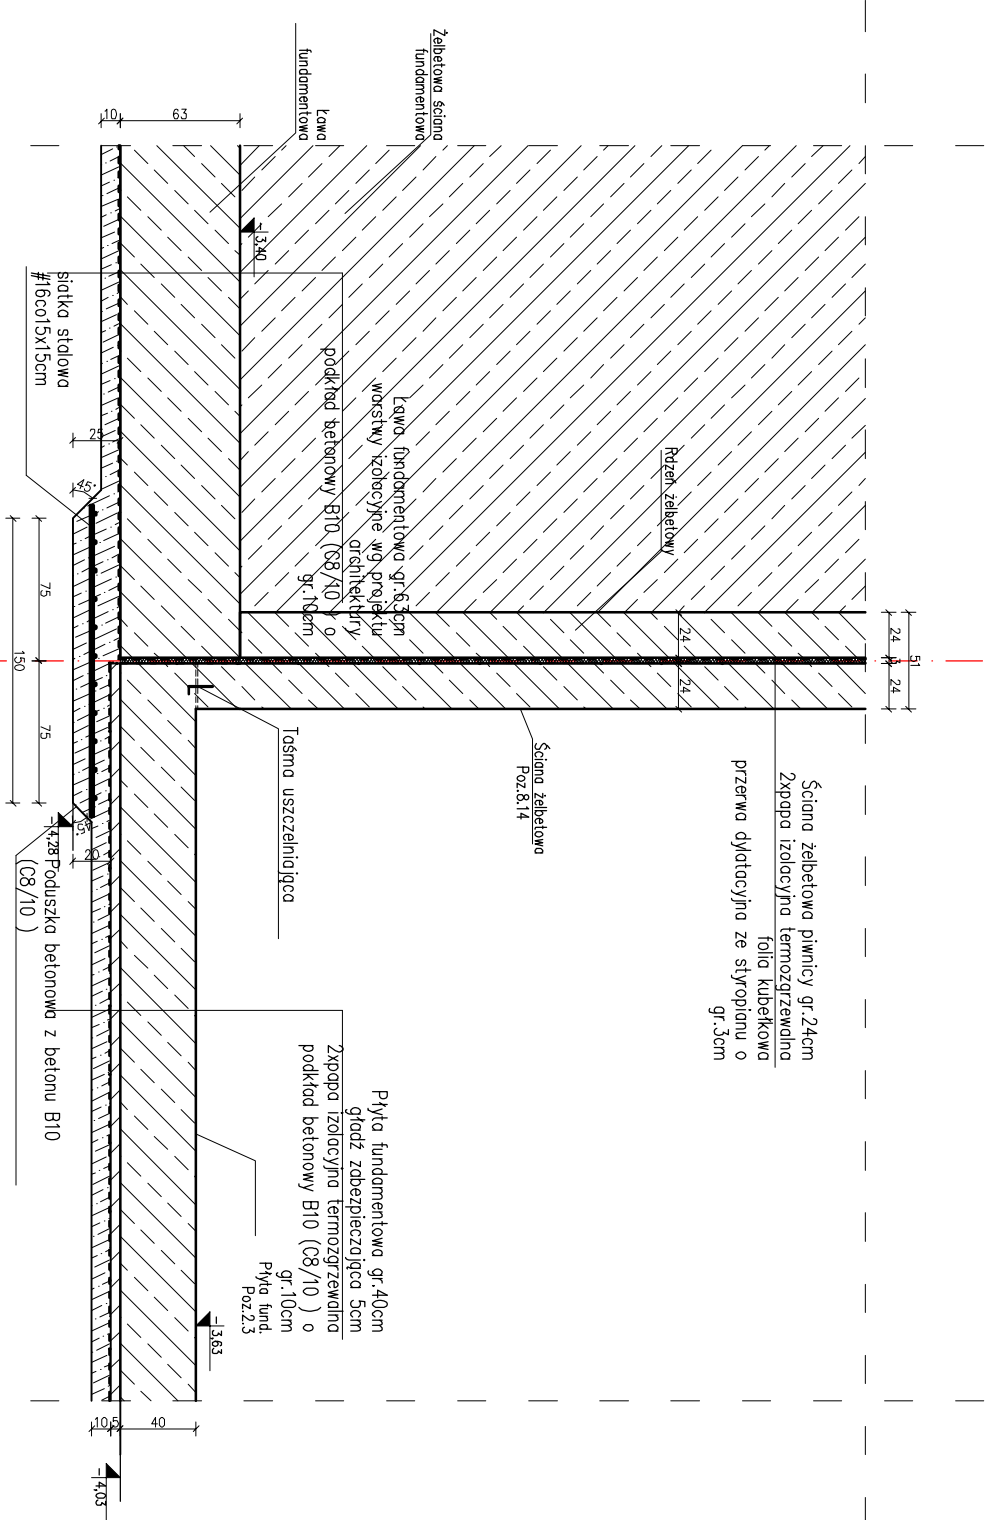 Żelbetowa ściana
fundamentowa
Ława
fundamentowa
10
63
-3,40
siatka stalowa
#16co15x15cm
Ława fundamentowa gr.63cm
warstwy izolacyjne wg projektu
architektury
podkład betonowy B10 (C8/10 ) o
gr.10cm
Rdzeń żelbetowy
25
45°
75
150
75
45°
20
-4,28
24
24
24
3
24
51
Ściana żelbetowa
Poz.8.14
Taśma uszczelniająca
Ściana żelbetowa piwnicy gr.24cm
2xpapa izolacyjna termozgrzewalna
folia kubełkowa
przerwa dylatacyjna ze styropianu o
gr.3cm
Poduszka betonowa z betonu B10
(C8/10 )
Płyta fundamentowa gr.40cm
gładź zabezpieczająca 5cm
2xpapa izolacyjna termozgrzewalna
podkład betonowy B10 (C8/10 ) o
gr.10cm
Płyta fund.
Poz.2.3
-3,63
10
5
40
-4,03